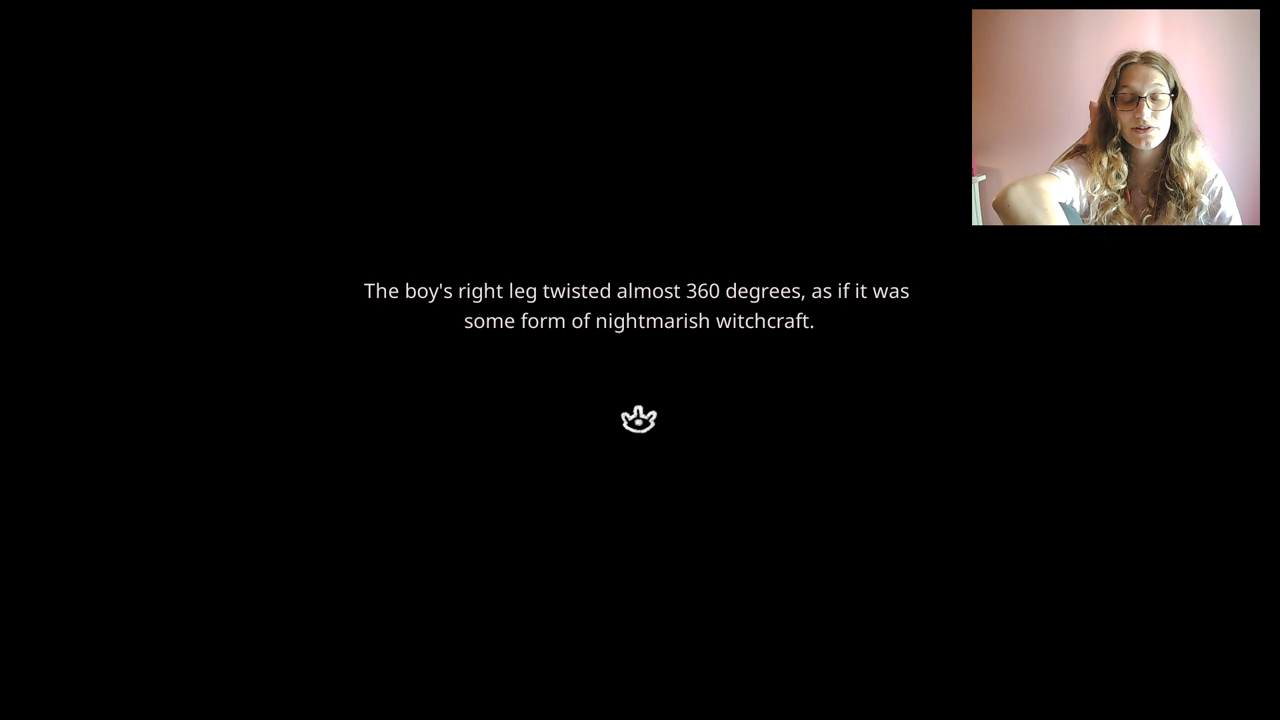 The boy's right leg twisted almost 360 degrees, as if it was
some form of nightmarish witchcraft.